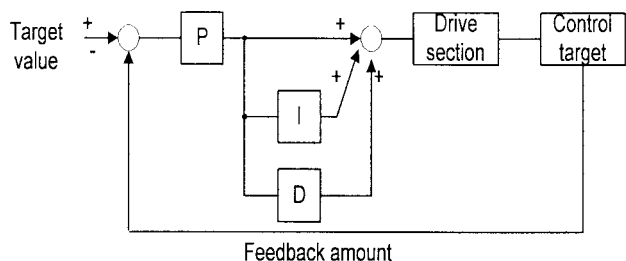 Target
value
+
-
P
+
+
+
I
D
Drive
section
Control
target
Feedback amount